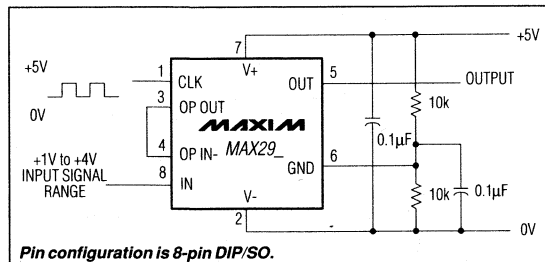 +5V
7
V+
+5V
1
CLK
OUT
5
OUTPUT
0V
3
OP OUT
10k
MAXIM
0.1µF
4
OP IN-
MAX29_
GND
6
+1V to +4V
INPUT SIGNAL
RANGE
8
IN
10k
0.1µF
V-
2
0V
Pin configuration is 8-pin DIP/SO.